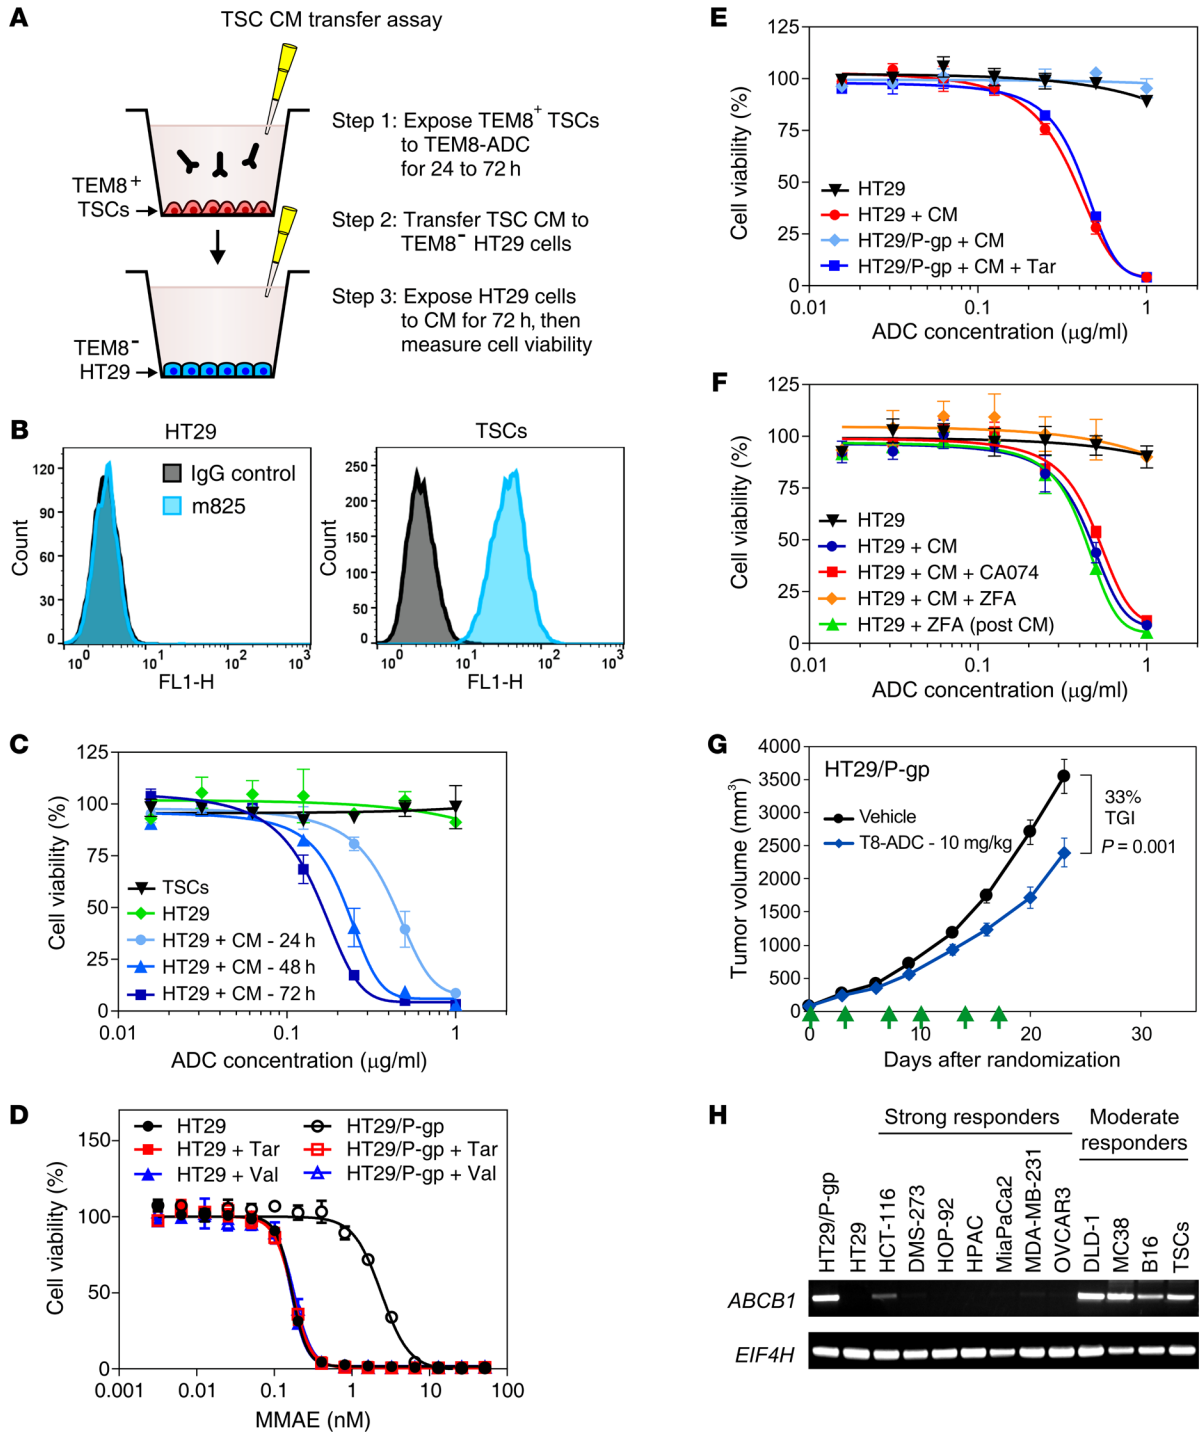 A
TSC CM transfer assay
TEM8+
TSCs
Step 1: Expose TEM8+ TSCs
to TEM8-ADC
for 24 to 72 h
Step 2: Transfer TSC CM to
TEM8- HT29 cells
TEM8-
HT29
Step 3: Expose HT29 cells
to CM for 72 h, then
measure cell viability
B
HT29
120
90
60
30
0
Count
IgG control
m825
10^0 10^1 10^2 10^3
FL1-H
TSCs
250
200
150
100
50
0
Count
10^0 10^1 10^2 10^3
FL1-H
C
125
100
75
50
25
0
Cell viability (%)
TSCs
HT29
HT29 + CM - 24 h
HT29 + CM - 48 h
HT29 + CM - 72 h
0.01 0.1 1
ADC concentration (μg/ml)
D
150
100
50
0
Cell viability (%)
HT29
HT29 + Tar
HT29 + Val
HT29/P-gp
HT29/P-gp + Tar
HT29/P-gp + Val
0.001 0.01 0.1 1 10 100
MMAE (nM)
E
125
100
75
50
25
0
Cell viability (%)
HT29
HT29 + CM
HT29/P-gp + CM
HT29/P-gp + CM + Tar
0.01 0.1 1
ADC concentration (μg/ml)
F
125
100
75
50
25
0
Cell viability (%)
HT29
HT29 + CM
HT29 + CM + CA074
HT29 + CM + ZFA
HT29 + ZFA (post CM)
0.01 0.1 1
ADC concentration (μg/ml)
G
4000
3500
3000
2500
2000
1500
1000
500
0
Tumor volume (mm3)
HT29/P-gp
Vehicle
T8-ADC - 10 mg/kg
33%
TGI
P = 0.001
0 10 20 30
Days after randomization
H
Strong responders
Moderate
responders
HT29/P-gp
HT29
HCT-116
DMS-273
HOP-92
HPAC
MiaPaCa2
MDA-MB-231
OVCAR3
DLD-1
MC38
B16
TSCs
ABCB1
EIF4H